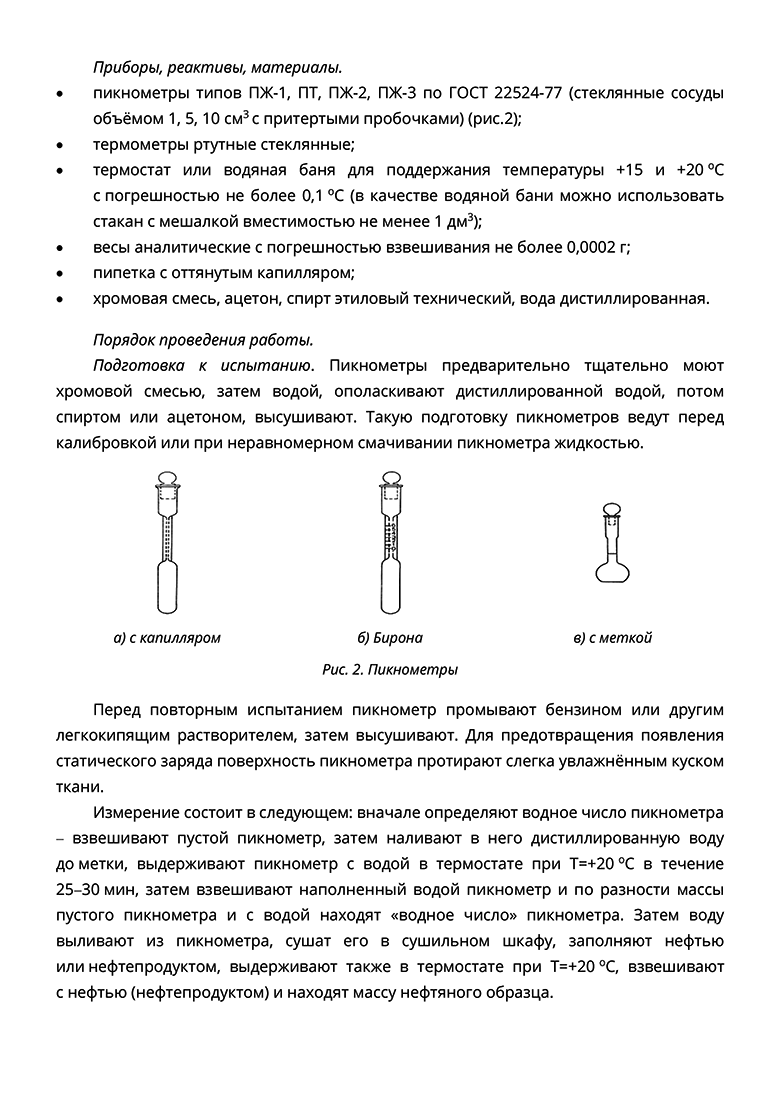 Приборы, реактивы, материалы.
• пикнометры типов ПЖ-1, ПТ, ПЖ-2, ПЖ-3 по ГОСТ 22524-77 (стеклянные сосуды
объёмом 1, 5, 10 см³ с притертыми пробочками) (рис.2);
• термометры ртутные стеклянные;
• термостат или водяная баня для поддержания температуры +15 и +20 ºС
с погрешностью не более 0,1 ºС (в качестве водяной бани можно использовать
стакан с мешалкой вместимостью не менее 1 дм³);
• весы аналитические с погрешностью взвешивания не более 0,0002 г;
• пипетка с оттянутым капилляром;
• хромовая смесь, ацетон, спирт этиловый технический, вода дистиллированная.
Порядок проведения работы.
Подготовка к испытанию. Пикнометры предварительно тщательно моют
хромовой смесью, затем водой, ополаскивают дистиллированной водой, потом
спиртом или ацетоном, высушивают. Такую подготовку пикнометров ведут перед
калибровкой или при неравномерном смачивании пикнометра жидкостью.
а) с капилляром б) Бирона в) с меткой
Рис. 2. Пикнометры
Перед повторным испытанием пикнометр промывают бензином или другим
легкокипящим растворителем, затем высушивают. Для предотвращения появления
статического заряда поверхность пикнометра протирают слегка увлажнённым куском
ткани.
Измерение состоит в следующем: вначале определяют водное число пикнометра
– взвешивают пустой пикнометр, затем наливают в него дистиллированную воду
до метки, выдерживают пикнометр с водой в термостате при Т=+20 ºС в течение
25–30 мин, затем взвешивают наполненный водой пикнометр и по разности массы
пустого пикнометра и с водой находят «водное число» пикнометра. Затем воду
выливают из пикнометра, сушат его в сушильном шкафу, заполняют нефтью
или нефтепродуктом, выдерживают также в термостате при Т=+20 ºС, взвешивают
с нефтью (нефтепродуктом) и находят массу нефтяного образца.